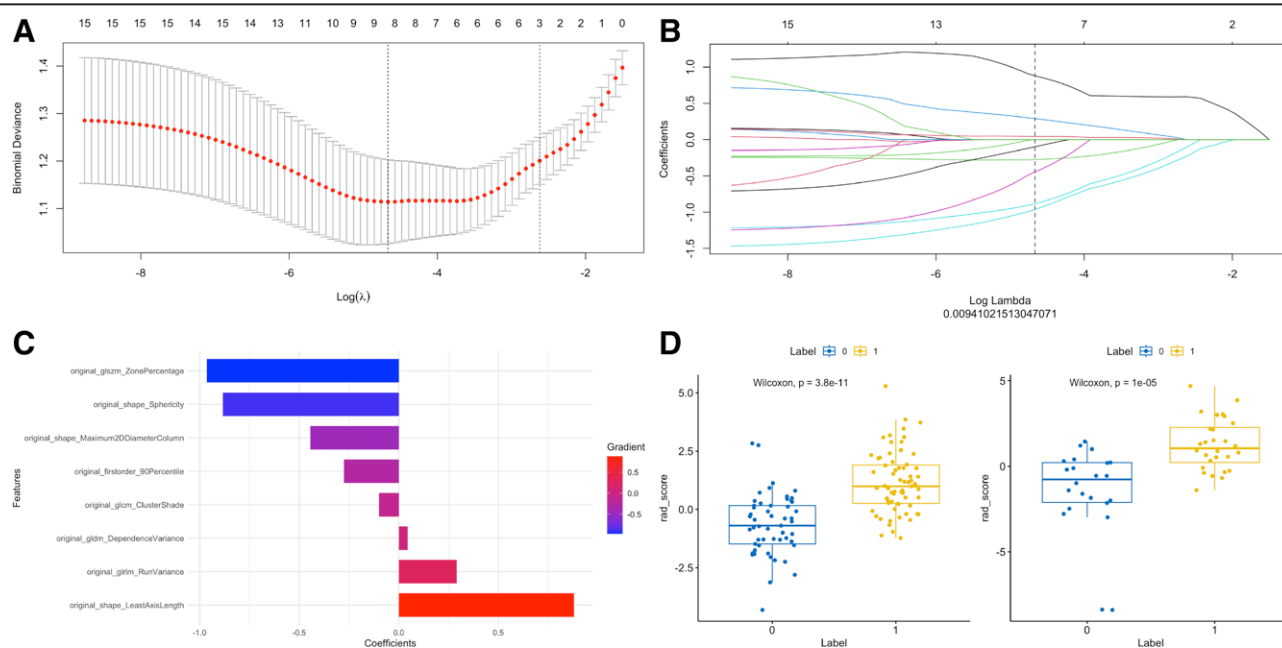 A
15 15 15 15 14 15 13 11 10 9 9 8 8 7 6 6 6 3 2 2 1 0
Binomial Deviance
1.4
1.3
1.2
1.1
-8 -6 -4 -2
Log(λ)
B
15 13 7 2
Coefficients
1.0
0.5
0.0
-0.5
-1.0
-1.5
-8 -6 -4 -2
Log Lambda
0.00941021513047071
C
Features
original_glszm_ZonePercentage
original_shape_Sphericity
original_shape_Maximum2DDiameterColumn
original_firstorder_90Percentile
original_glcm_ClusterShade
original_gldm_DependenceVariance
original_glrlm_RunVariance
original_shape_LeastAxisLength
-1.0 -0.5 0.0 0.5
Coefficients
Gradient
0.5
0.0
-0.5
D
Label 0 1
Wilcoxon, p = 3.8e-11
rad_score
5.0
2.5
0.0
-2.5
0 1
Label
Label 0 1
Wilcoxon, p = 1e-05
rad_score
5
0
-5
0 1
Label